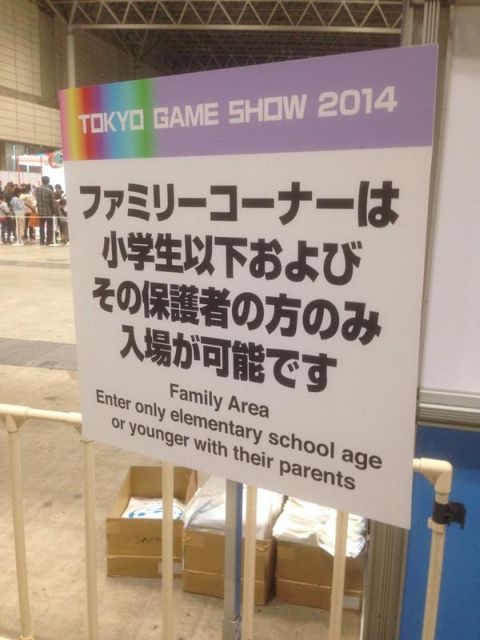 TOKYO GAME SHOW 2014
ファミリーコーナーは
小学生以下および
その保護者の方のみ
入場が可能です
Family Area
Enter only elementary school age
or younger with their parents